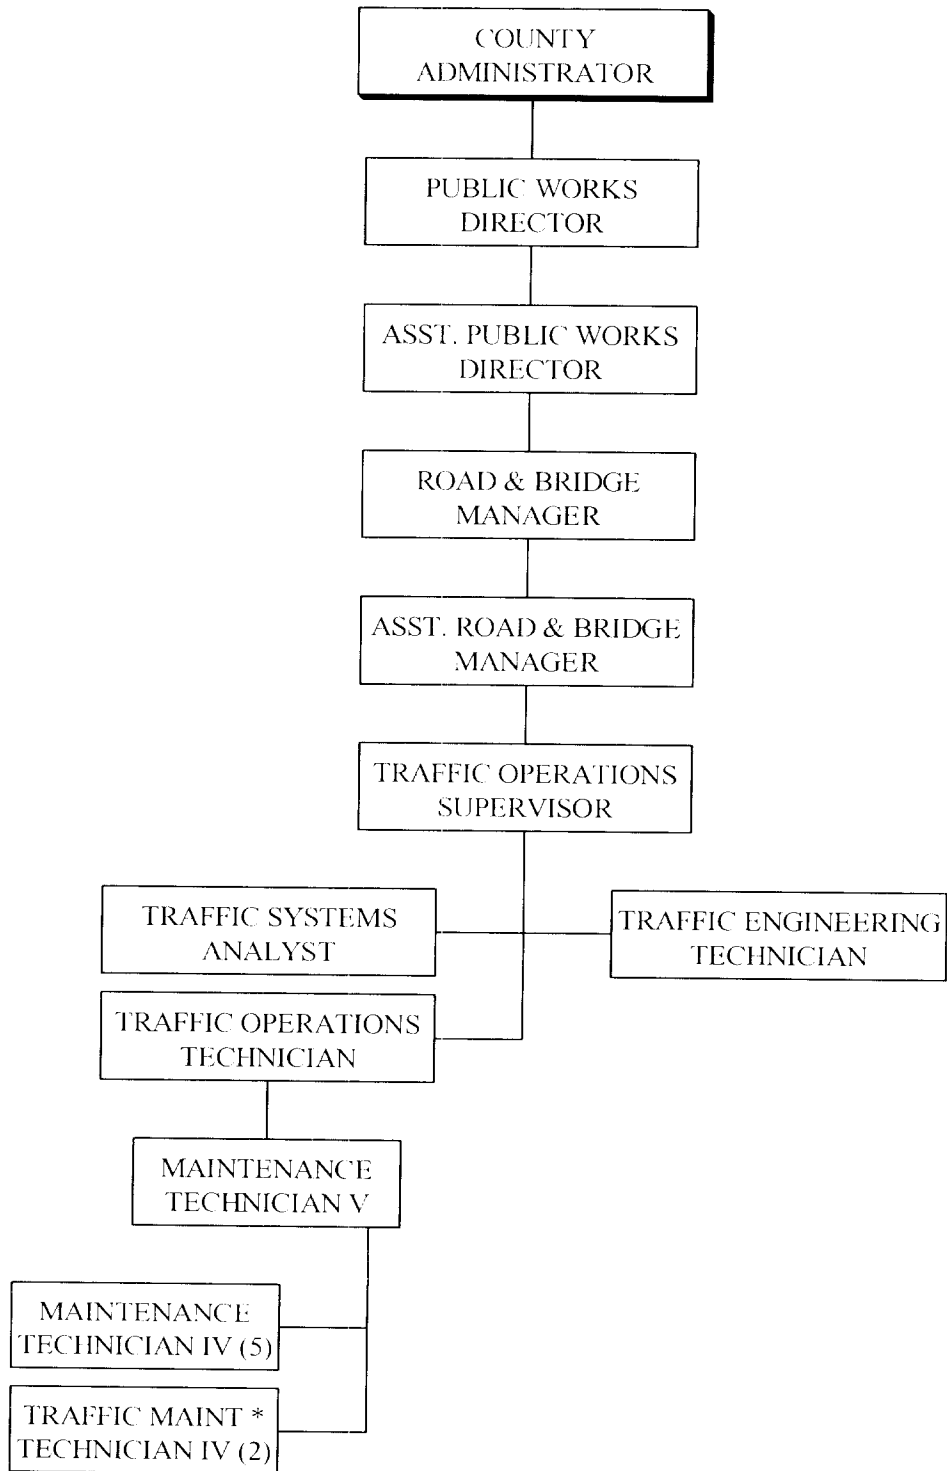 COUNTY
ADMINISTRATOR
PUBLIC WORKS
DIRECTOR
ASST. PUBLIC WORKS
DIRECTOR
ROAD & BRIDGE
MANAGER
ASST. ROAD & BRIDGE
MANAGER
TRAFFIC OPERATIONS
SUPERVISOR
TRAFFIC SYSTEMS
ANALYST
TRAFFIC ENGINEERING
TECHNICIAN
TRAFFIC OPERATIONS
TECHNICIAN
MAINTENANCE
TECHNICIAN V
MAINTENANCE
TECHNICIAN IV (5)
TRAFFIC MAINT *
TECHNICIAN IV (2)